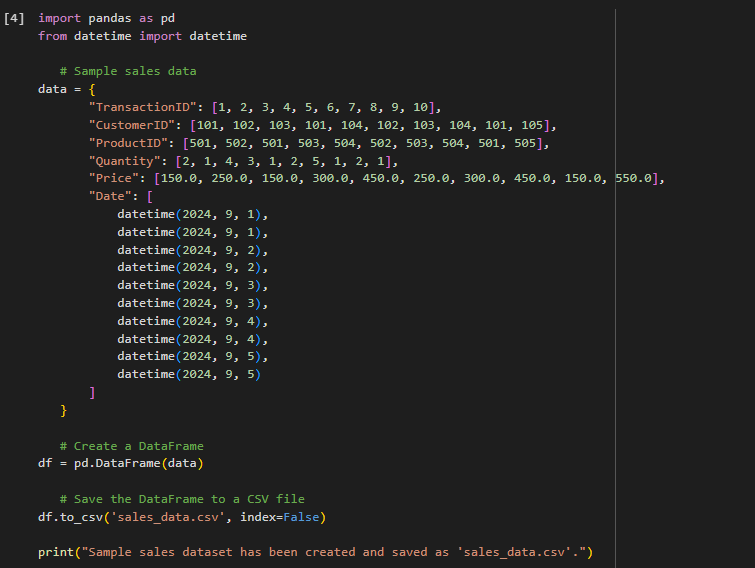 [4] import pandas as pd
from datetime import datetime
# Sample sales data
data = {
"TransactionID": [1, 2, 3, 4, 5, 6, 7, 8, 9, 10],
"CustomerID": [101, 102, 103, 101, 104, 102, 103, 104, 101, 105],
"ProductID": [501, 502, 501, 503, 504, 502, 503, 504, 501, 505],
"Quantity": [2, 1, 4, 3, 1, 2, 5, 1, 2, 1],
"Price": [150.0, 250.0, 150.0, 300.0, 450.0, 250.0, 300.0, 450.0, 150.0, 550.0],
"Date": [
datetime(2024, 9, 1),
datetime(2024, 9, 1),
datetime(2024, 9, 2),
datetime(2024, 9, 2),
datetime(2024, 9, 3),
datetime(2024, 9, 3),
datetime(2024, 9, 4),
datetime(2024, 9, 4),
datetime(2024, 9, 5),
datetime(2024, 9, 5)
]
}
# Create a DataFrame
df = pd.DataFrame(data)
# Save the DataFrame to a CSV file
df.to_csv('sales_data.csv', index=False)
print("Sample sales dataset has been created and saved as 'sales_data.csv'.")